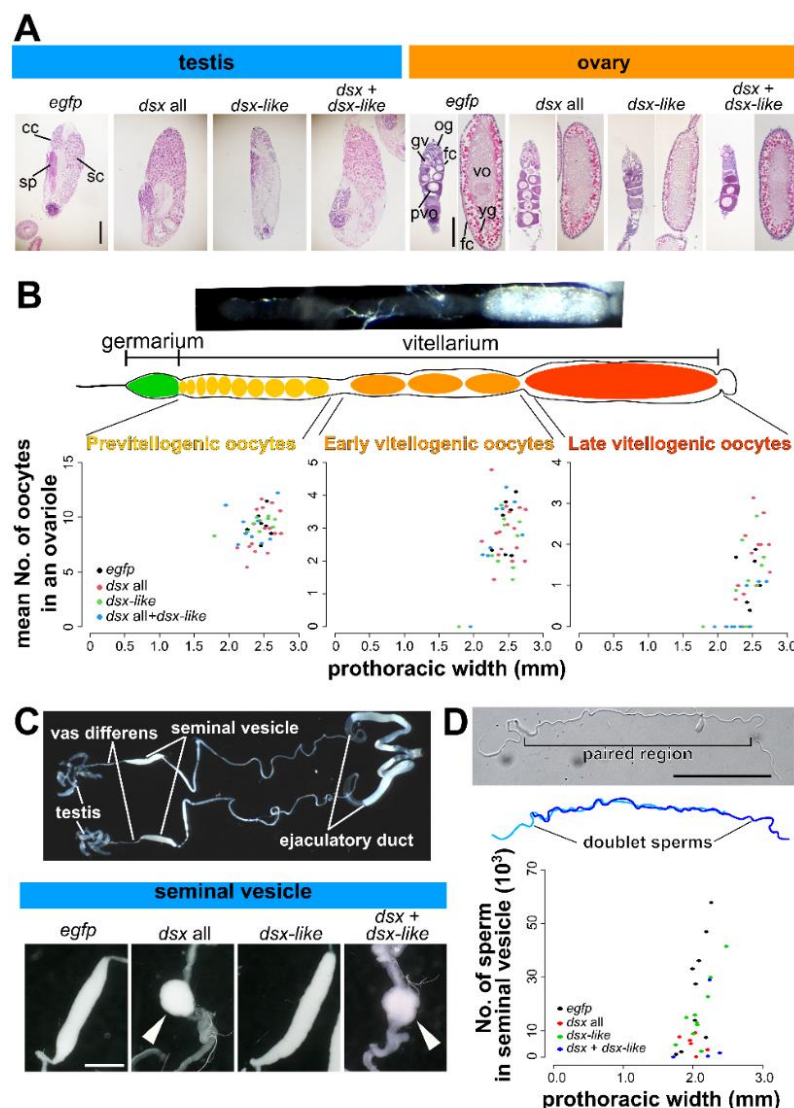 A
testis
ovary
egfp
dsx all
dsx-like
dsx +
dsx-like
egfp
dsx all
dsx-like
dsx +
dsx-like
cc
sp
sc
og
gv
fc
vo
pvo
yg
fc
B
germarium
vitellarium
Previtellogenic oocytes
Early vitellogenic oocytes
Late vitellogenic oocytes
mean No. of oocytes
in an ovariole
15
10
5
0
egfp
dsx all
dsx-like
dsx all+dsx-like
0 0.5 1.0 1.5 2.0 2.5 3.0
5
4
3
2
1
0
0 0.5 1.0 1.5 2.0 2.5 3.0
4
3
2
1
0
0 0.5 1.0 1.5 2.0 2.5 3.0
prothoracic width (mm)
C
vas differens
seminal vesicle
testis
ejaculatory duct
seminal vesicle
egfp
dsx all
dsx-like
dsx +
dsx-like
D
paired region
doublet sperms
No. of sperm
in seminal vesicle (10³)
70
50
30
10
0
egfp
dsx all
dsx-like
dsx + dsx-like
0.0 1.0 2.0 3.0
prothoracic width (mm)